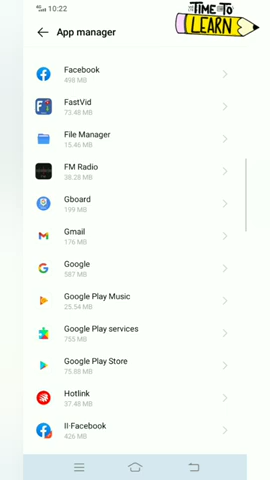 10:22
TIME TO
LEARN
App manager
Facebook
498 MB
FastVid
73.48 MB
File Manager
15.46 MB
FM Radio
38.28 MB
Gboard
199 MB
Gmail
176 MB
Google
587 MB
Google Play Music
25.54 MB
Google Play services
755 MB
Google Play Store
75.88 MB
Hotlink
37.48 MB
II·Facebook
426 MB